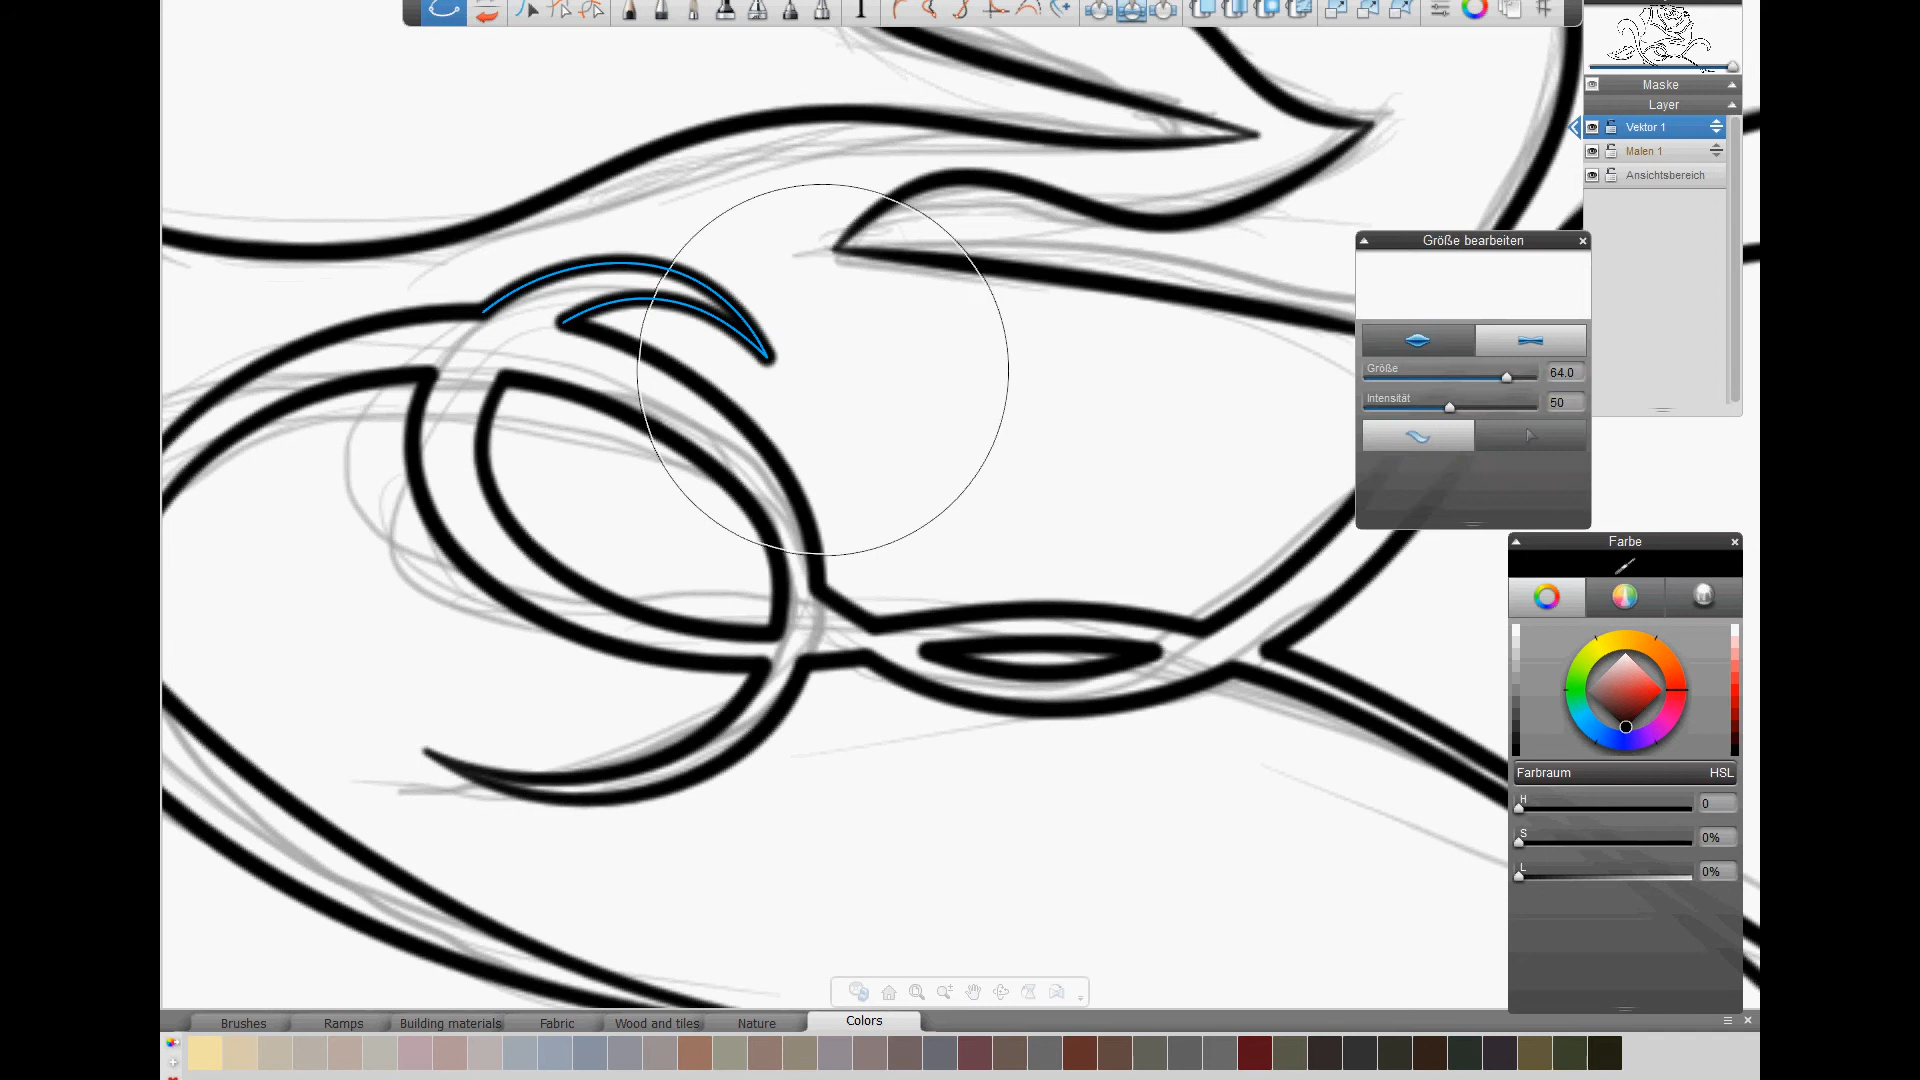 Maske
Layer
Vektor 1
Malen 1
Ansichtsbereich
Größe bearbeiten
Größe
64.0
Intensität
50
Farbe
Farbraum HSL
H 0
S 0%
L 0%
Brushes Ramps Building materials Fabric Wood and tiles Nature Colors